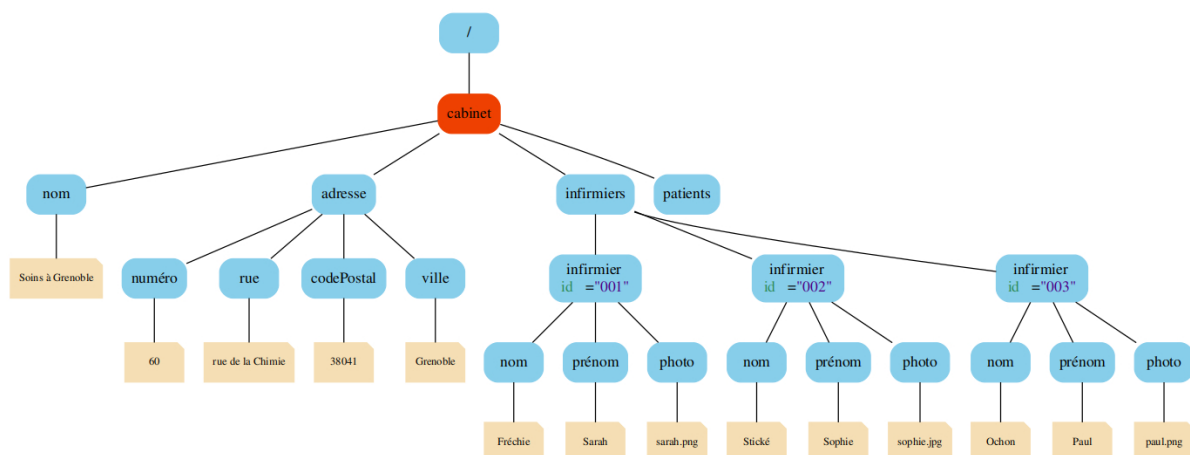 /
cabinet
nom
adresse
infirmiers
patients
Soins à Grenoble
numéro
rue
codePostal
ville
infirmier
id ="001"
infirmier
id ="002"
infirmier
id ="003"
60
rue de la Chimie
38041
Grenoble
nom
prénom
photo
nom
prénom
photo
nom
prénom
photo
Fréchie
Sarah
sarah.png
Stické
Sophie
sophie.jpg
Ochon
Paul
paul.png